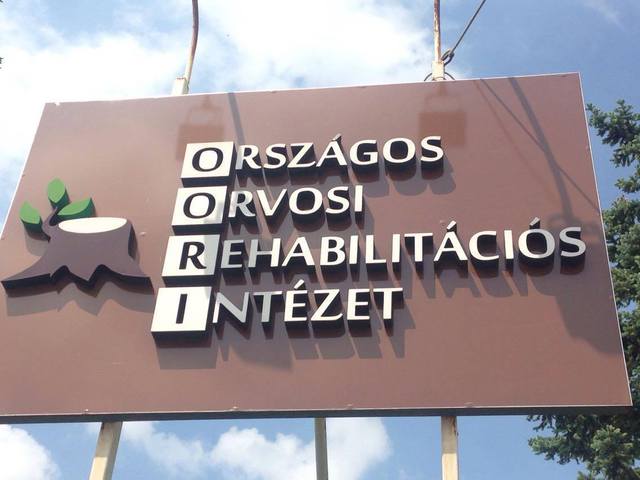 ORSZÁGOS
ORVOSI
REHABILITÁCIÓS
INTÉZET